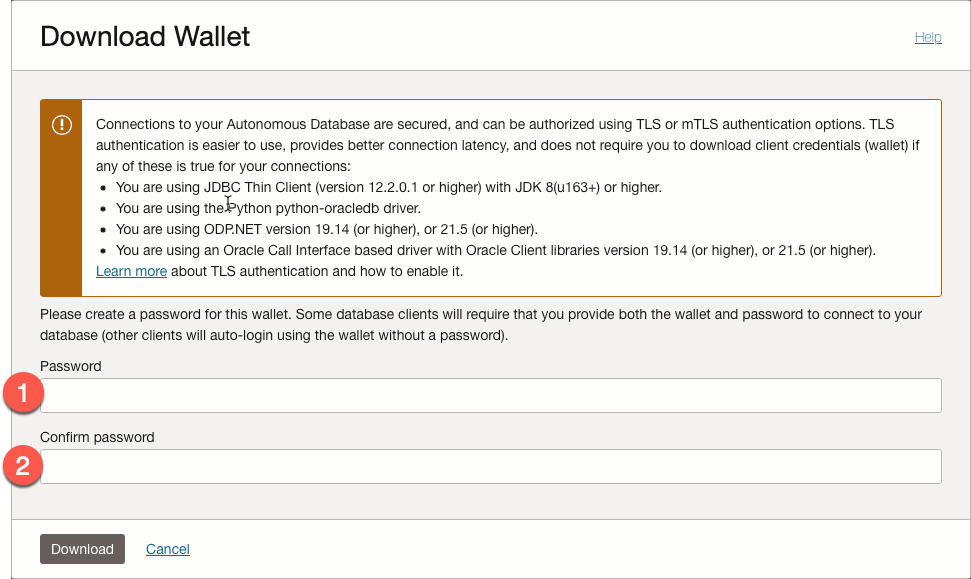 Download Wallet
Help
Connections to your Autonomous Database are secured, and can be authorized using TLS or mTLS authentication options. TLS
authentication is easier to use, provides better connection latency, and does not require you to download client credentials (wallet) if
any of these is true for your connections:
• You are using JDBC Thin Client (version 12.2.0.1 or higher) with JDK 8(u163+) or higher.
• You are using the Python python-oracledb driver.
• You are using ODP.NET version 19.14 (or higher), or 21.5 (or higher).
• You are using an Oracle Call Interface based driver with Oracle Client libraries version 19.14 (or higher), or 21.5 (or higher).
Learn more about TLS authentication and how to enable it.
Please create a password for this wallet. Some database clients will require that you provide both the wallet and password to connect to your
database (other clients will auto-login using the wallet without a password).
Password
1
Confirm password
2
Download
Cancel